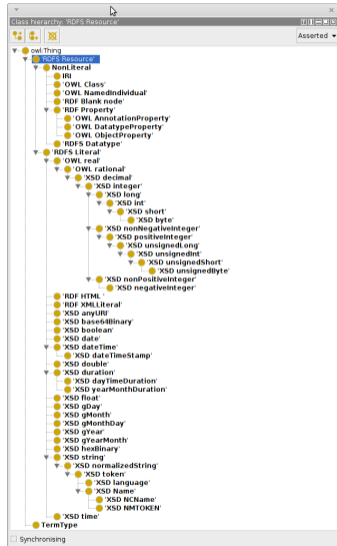 Class hierarchy: 'RDFS Resource'
Asserted
owl:Thing
'RDFS Resource'
NonLiteral
IRI
'OWL Class'
'OWL NamedIndividual'
'RDF Blank node'
'RDF Property'
'OWL AnnotationProperty'
'OWL DatatypeProperty'
'OWL ObjectProperty'
'RDFS Datatype'
'RDFS Literal'
'OWL real'
'OWL rational'
'XSD decimal'
'XSD integer'
'XSD long'
'XSD int'
'XSD short'
'XSD byte'
'XSD nonNegativeInteger'
'XSD positiveInteger'
'XSD unsignedLong'
'XSD unsignedInt'
'XSD unsignedShort'
'XSD unsignedByte'
'XSD nonPositiveInteger'
'XSD negativeInteger'
'RDF HTML '
'RDF XMLLiteral'
'XSD anyURI'
'XSD base64Binary'
'XSD boolean'
'XSD date'
'XSD dateTime'
'XSD dateTimeStamp'
'XSD double'
'XSD duration'
'XSD dayTimeDuration'
'XSD yearMonthDuration'
'XSD float'
'XSD gDay'
'XSD gMonth'
'XSD gMonthDay'
'XSD gYear'
'XSD gYearMonth'
'XSD hexBinary'
'XSD string'
'XSD normalizedString'
'XSD token'
'XSD language'
'XSD Name'
'XSD NCName'
'XSD NMTOKEN'
'XSD time'
TermType
Synchronising